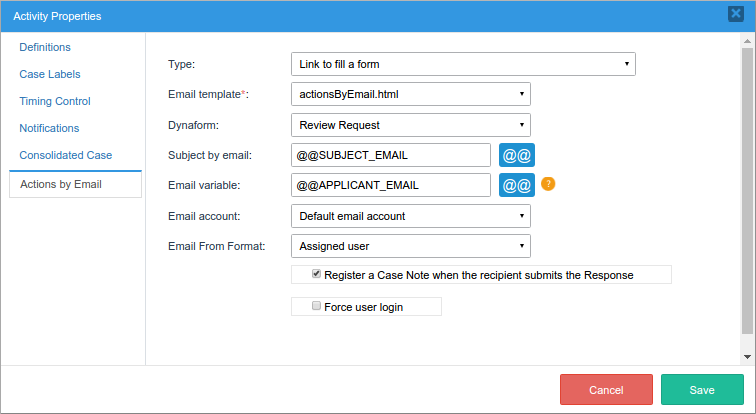 Activity Properties
Definitions
Case Labels
Timing Control
Notifications
Consolidated Case
Actions by Email
Type: Link to fill a form
Email template*: actionsByEmail.html
Dynaform: Review Request
Subject by email: @@SUBJECT_EMAIL @@
Email variable: @@APPLICANT_EMAIL @@ ?
Email account: Default email account
Email From Format: Assigned user
Register a Case Note when the recipient submits the Response
Force user login
Cancel Save